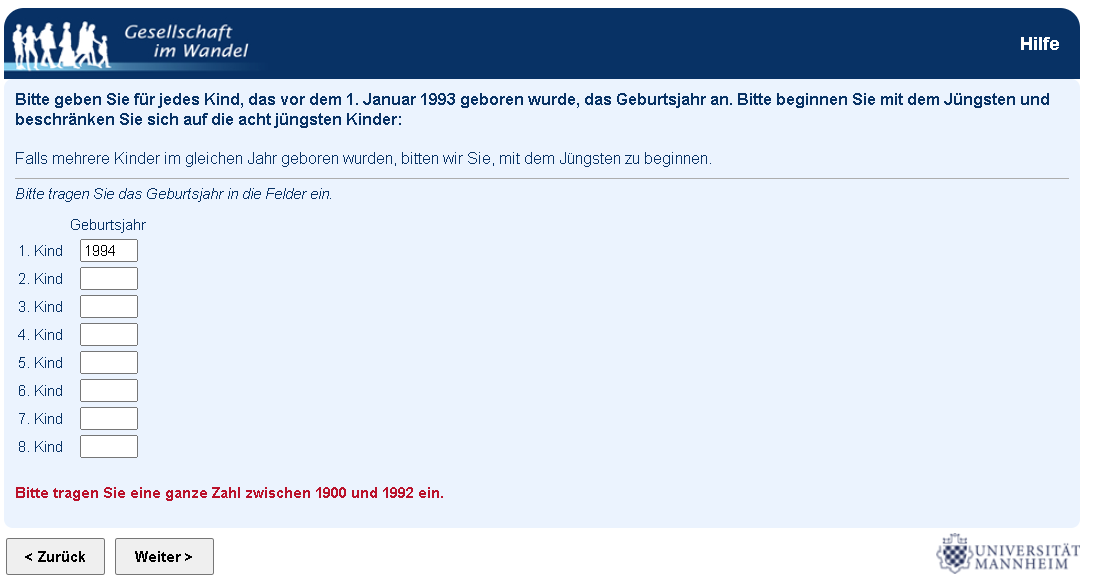 Gesellschaft
im Wandel
Hilfe
Bitte geben Sie für jedes Kind, das vor dem 1. Januar 1993 geboren wurde, das Geburtsjahr an. Bitte beginnen Sie mit dem Jüngsten und
beschränken Sie sich auf die acht jüngsten Kinder:
Falls mehrere Kinder im gleichen Jahr geboren wurden, bitten wir Sie, mit dem Jüngsten zu beginnen.
Bitte tragen Sie das Geburtsjahr in die Felder ein.
Geburtsjahr
1. Kind 1994
2. Kind
3. Kind
4. Kind
5. Kind
6. Kind
7. Kind
8. Kind
Bitte tragen Sie eine ganze Zahl zwischen 1900 und 1992 ein.
< Zurück Weiter >
UNIVERSITÄT
MANNHEIM